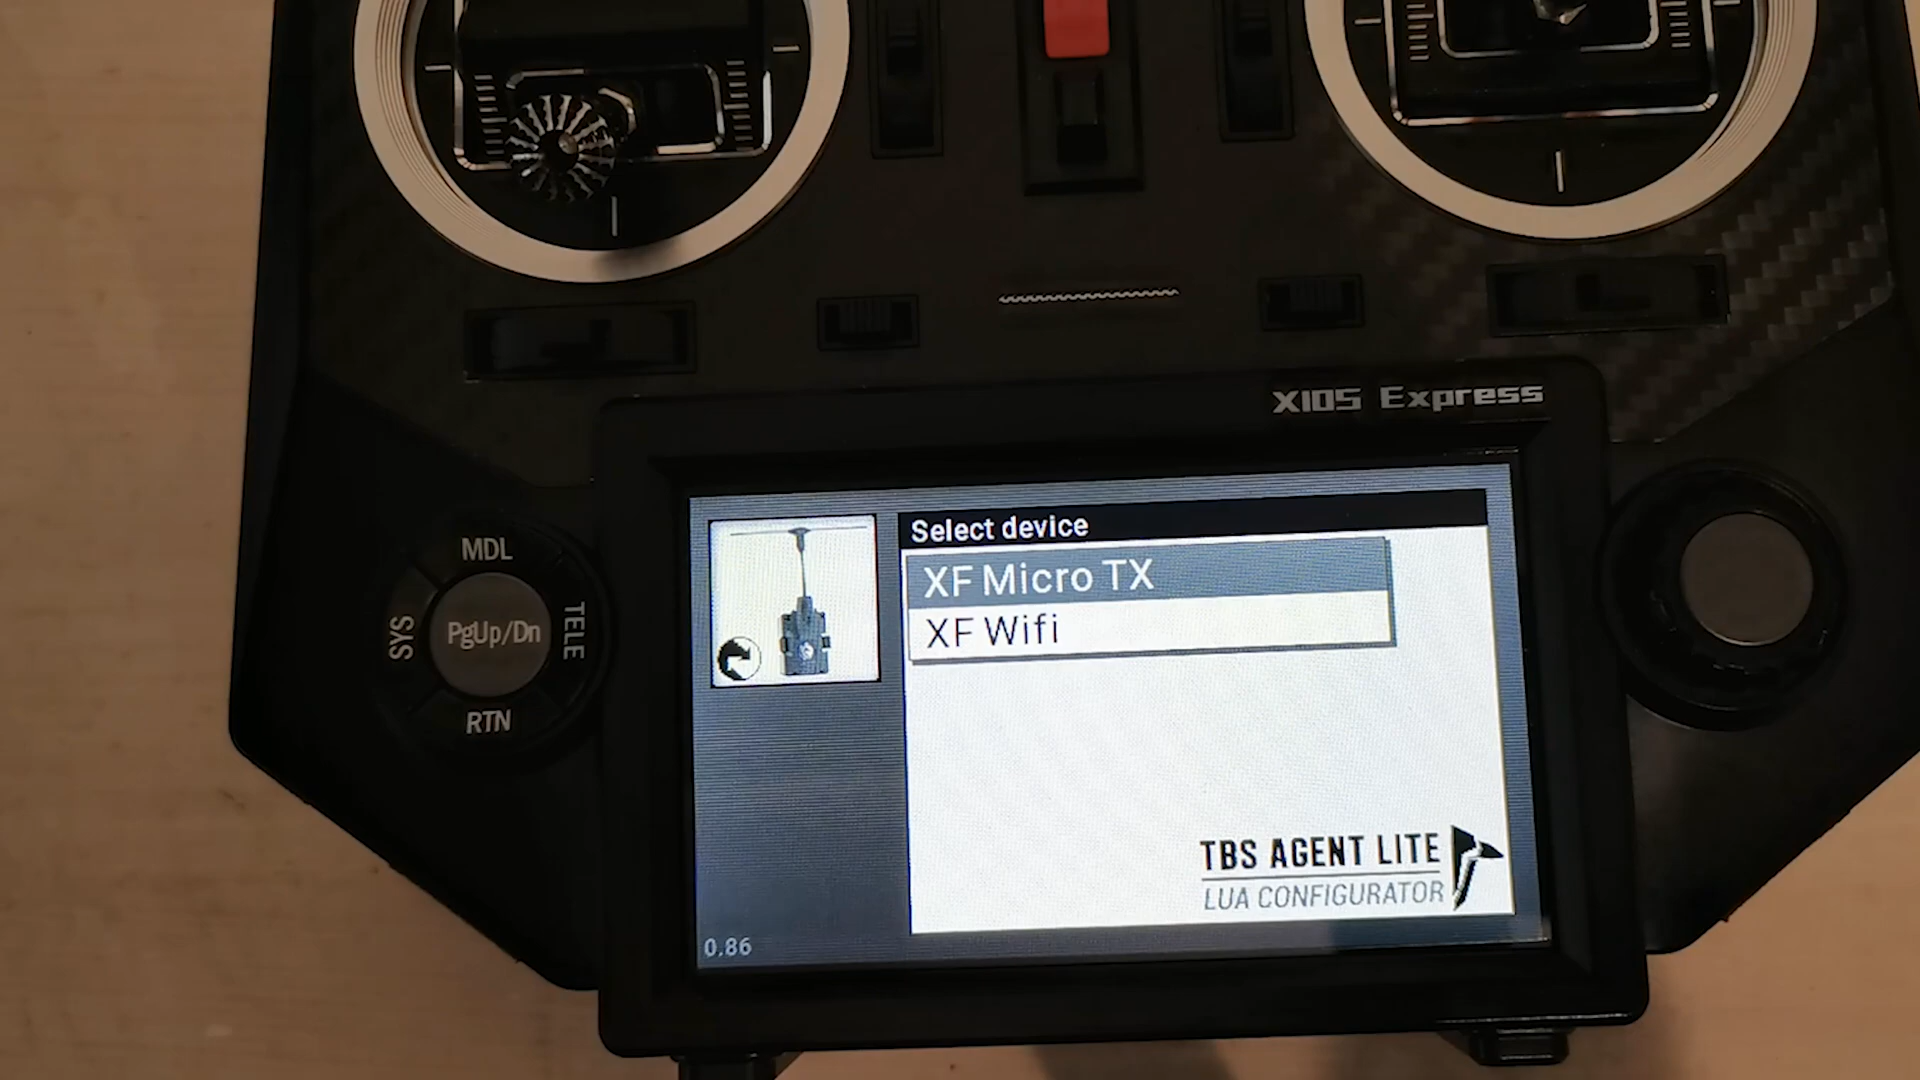 X10S Express
MDL
SYS
PgUp/Dn
TELE
RTN
Select device
XF Micro TX
XF Wifi
TBS AGENT LITE
LUA CONFIGURATOR
0.86